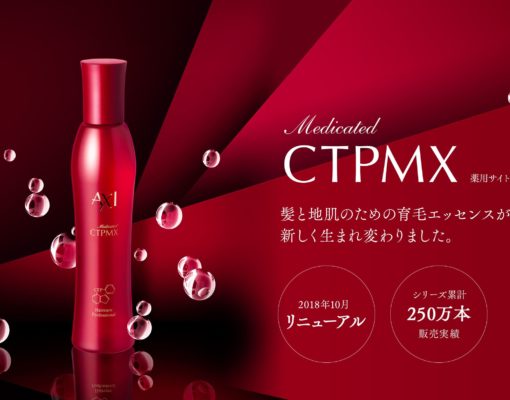 Medicated
CTPMX
薬用サイト
髪と地肌のための育毛エッセンスが
新しく生まれ変わりました。
2018年10月
リニューアル
シリーズ累計
250万本
販売実績
AXI
Medicated
CTPMX
CTP
Haircare
Professional